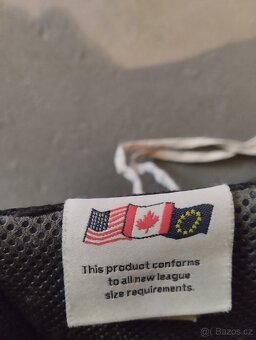 This product conforms
to all new league
size requirements.
Bazos.cz